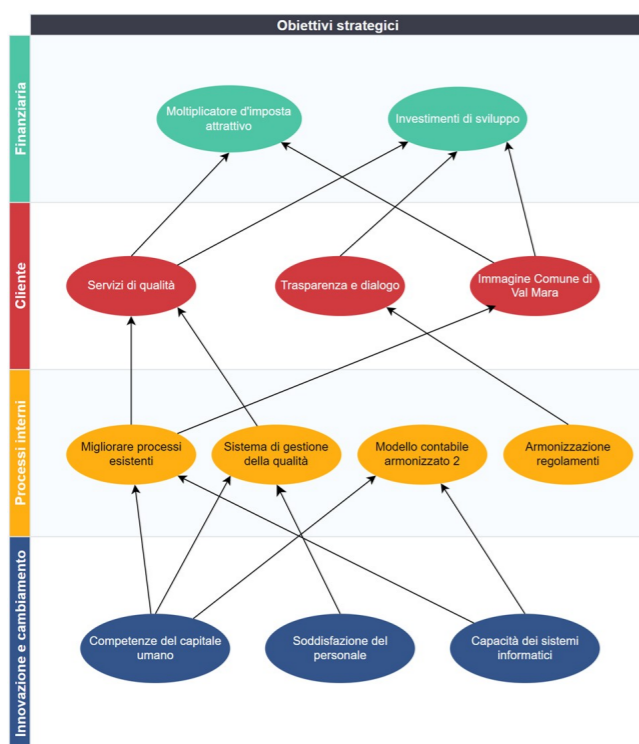 Obiettivi strategici
Finanziaria
Moltiplicatore d'imposta
attrattivo
Investimenti di sviluppo
Cliente
Servizi di qualità
Trasparenza e dialogo
Immagine Comune di
Val Mara
Processi interni
Migliorare processi
esistenti
Sistema di gestione
della qualità
Modello contabile
armonizzato 2
Armonizzazione
regolamenti
Innovazione e cambiamento
Competenze del capitale
umano
Soddisfazione del
personale
Capacità dei sistemi
informatici